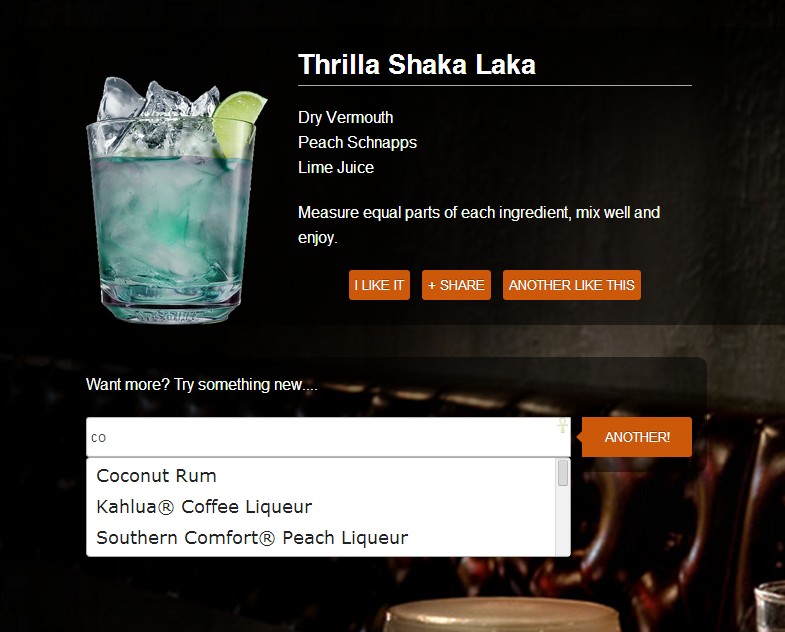 Thrilla Shaka Laka
Dry Vermouth
Peach Schnapps
Lime Juice
Measure equal parts of each ingredient, mix well and
enjoy.
I LIKE IT
+ SHARE
ANOTHER LIKE THIS
Want more? Try something new....
co
ANOTHER!
Coconut Rum
Kahlua® Coffee Liqueur
Southern Comfort® Peach Liqueur